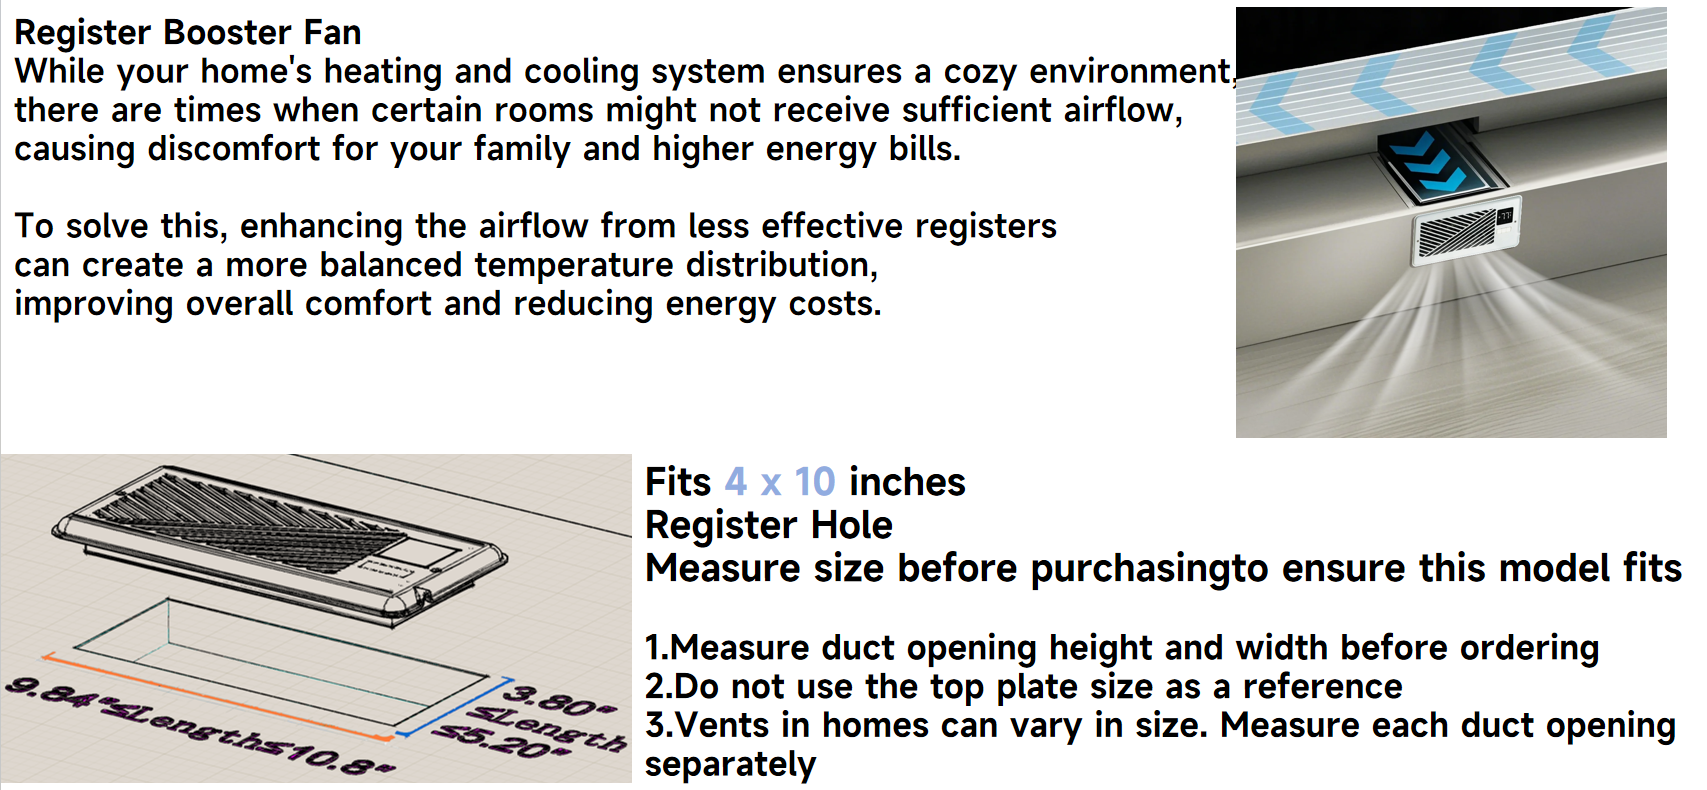 Register Booster Fan
While your home's heating and cooling system ensures a cozy environment,
there are times when certain rooms might not receive sufficient airflow,
causing discomfort for your family and higher energy bills.
To solve this, enhancing the airflow from less effective registers
can create a more balanced temperature distribution,
improving overall comfort and reducing energy costs.
Fits 4 x 10 inches
Register Hole
Measure size before purchasingto ensure this model fits
1.Measure duct opening height and width before ordering
2.Do not use the top plate size as a reference
3.Vents in homes can vary in size. Measure each duct opening
separately
9.84"≤Length≤10.8"
3.80"
≤Length
≤5.20"